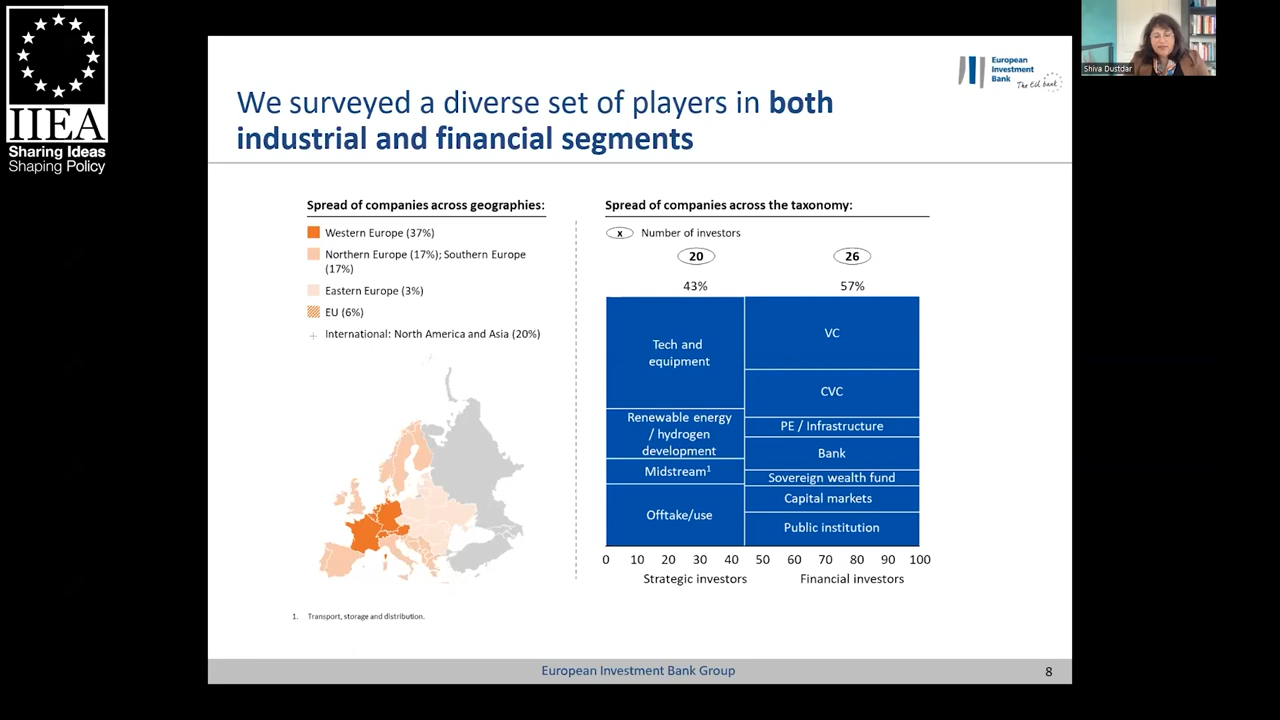 IIEA
Sharing Ideas
Shaping Policy
Shiva Dustdar
European
Investment
Bank
The EU bank
We surveyed a diverse set of players in both
industrial and financial segments
Spread of companies across geographies:
Western Europe (37%)
Northern Europe (17%); Southern Europe
(17%)
Eastern Europe (3%)
EU (6%)
International: North America and Asia (20%)
Spread of companies across the taxonomy:
x Number of investors
20 26
43% 57%
Tech and
equipment
Renewable energy
/ hydrogen
development
Midstream¹
Offtake/use
VC
CVC
PE / Infrastructure
Bank
Sovereign wealth fund
Capital markets
Public institution
0 10 20 30 40 50 60 70 80 90 100
Strategic investors Financial investors
1. Transport, storage and distribution.
European Investment Bank Group
8